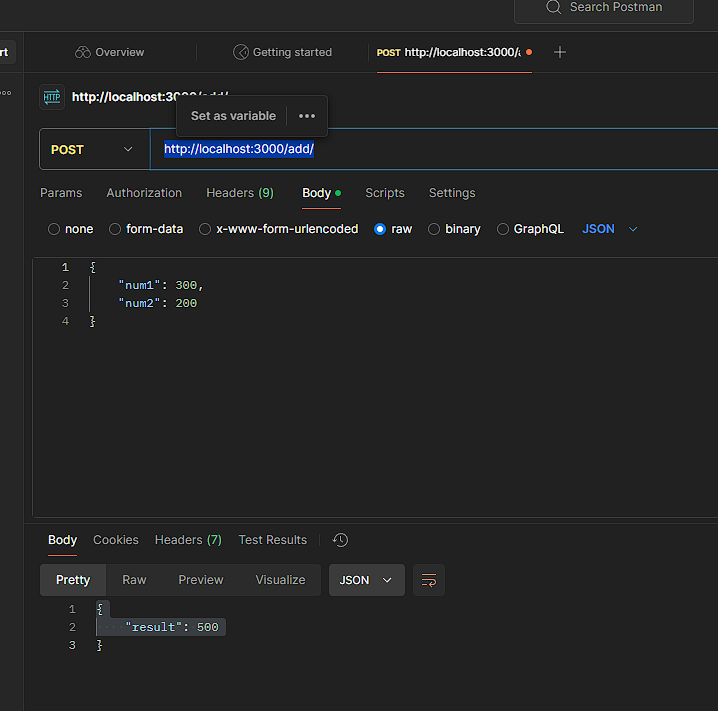 Search Postman
rt
Overview
Getting started
POST http://localhost:3000/a
HTTP http://localhost:3000/add/
Set as variable
POST
http://localhost:3000/add/
Params Authorization Headers (9) Body Scripts Settings
none form-data x-www-form-urlencoded raw binary GraphQL JSON
1 {
2 "num1": 300,
3 "num2": 200
4 }
Body Cookies Headers (7) Test Results
Pretty Raw Preview Visualize JSON
1 {
2 "result": 500
3 }